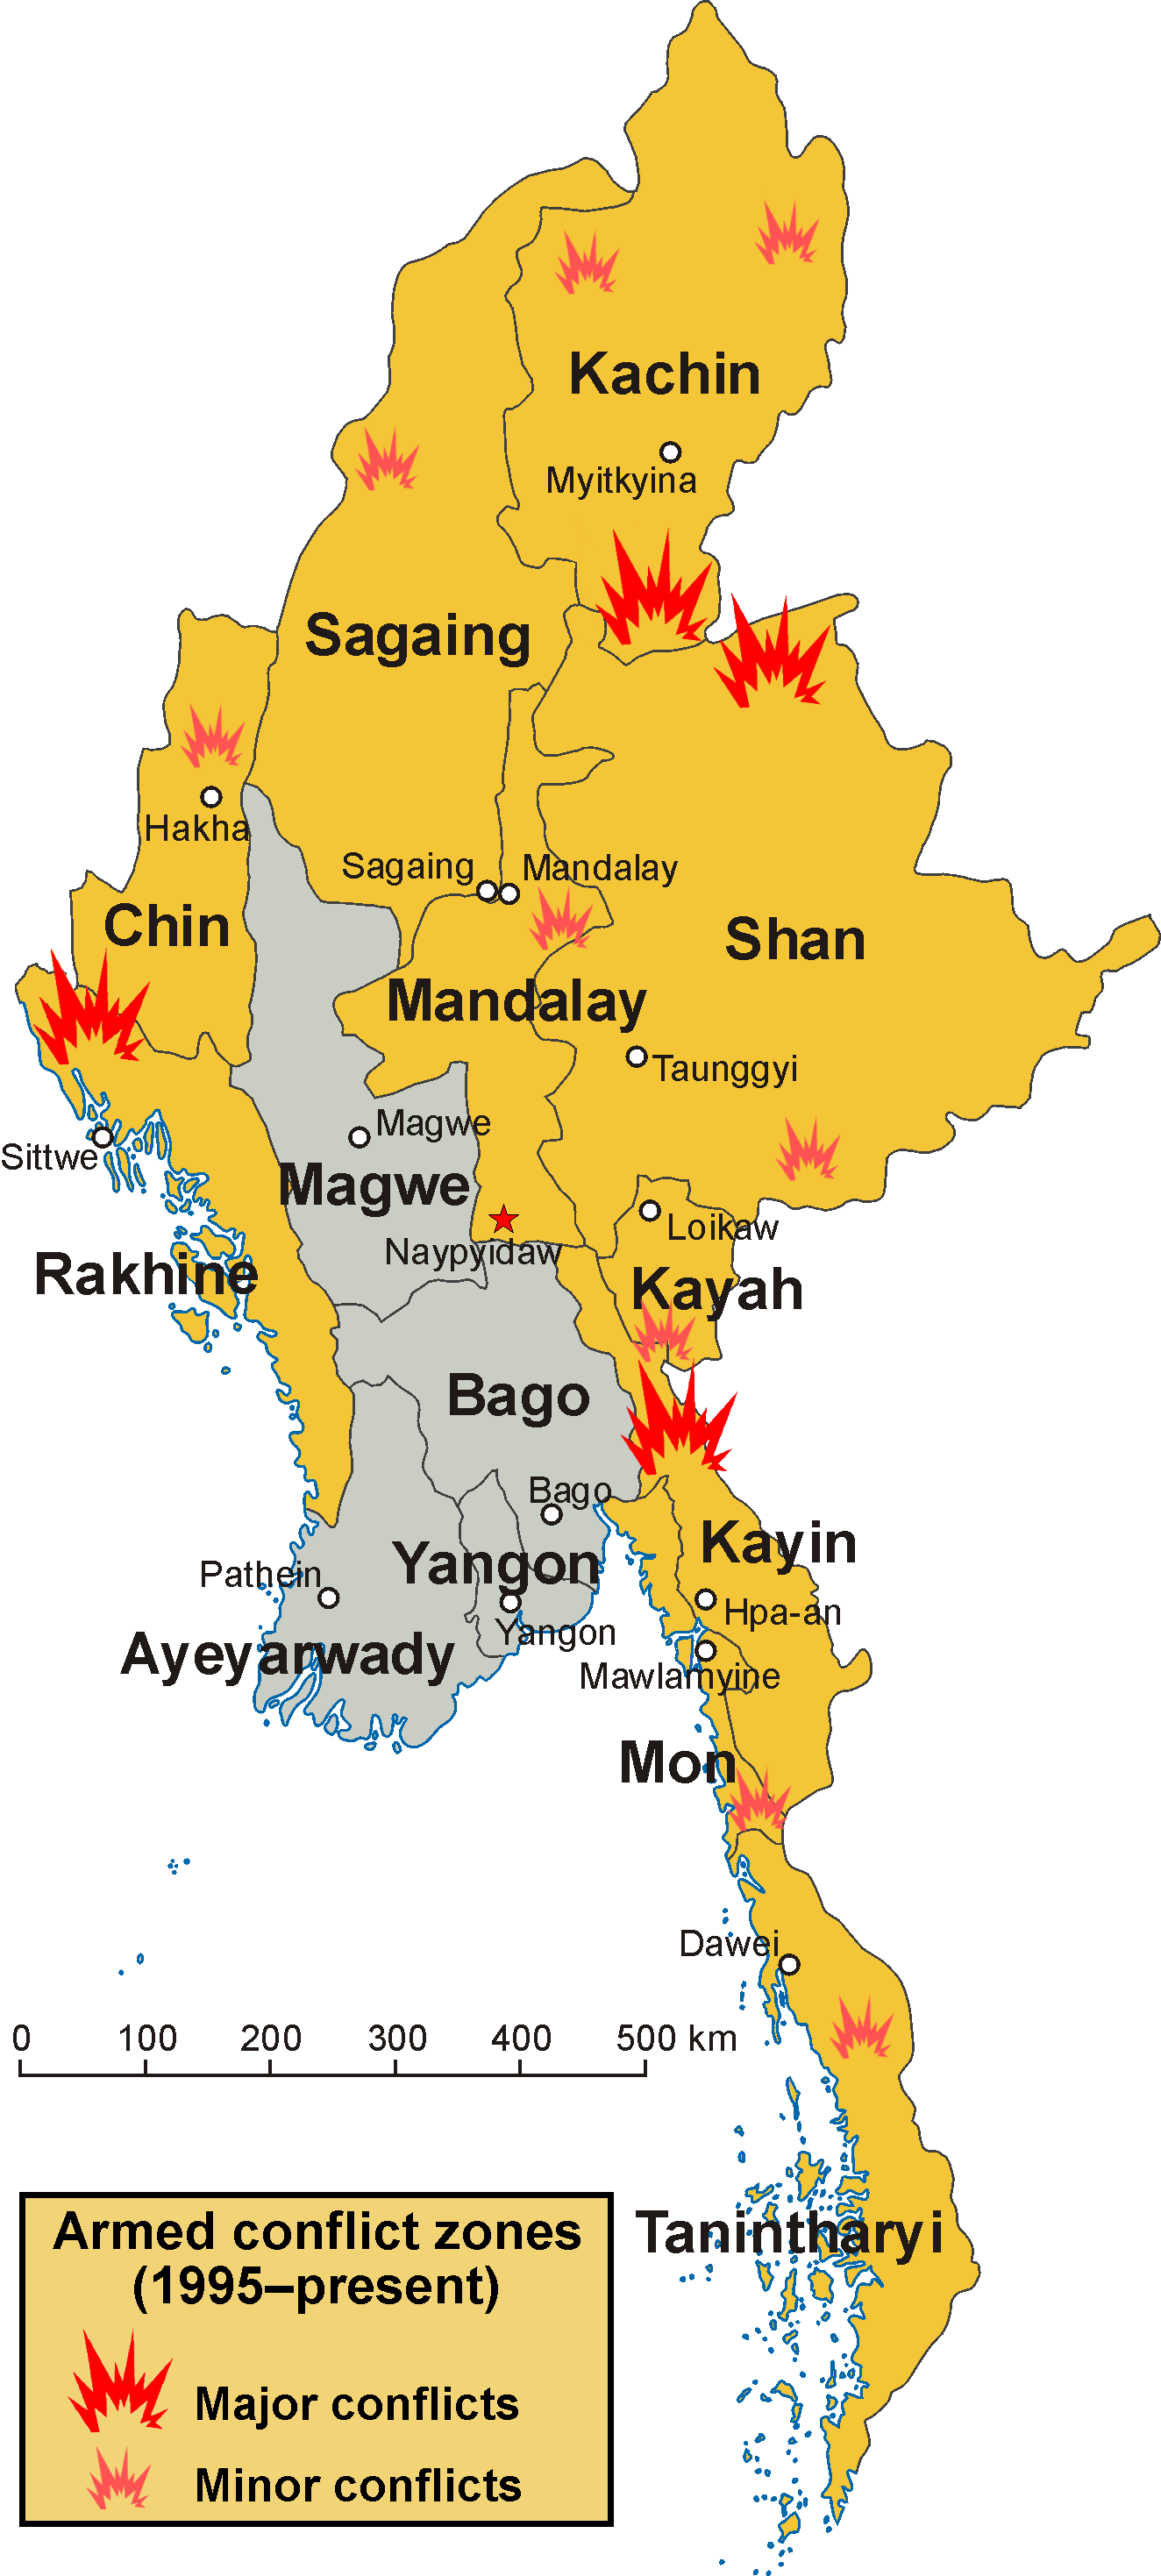 Kachin
Myitkyina
Sagaing
Hakha
Sagaing
Mandalay
Chin
Shan
Mandalay
Taunggyi
Magwe
Sittwe
Magwe
Loikaw
Naypyidaw
Rakhine
Kayah
Bago
Bago
Kayin
Yangon
Pathein
Hpa-an
Yangon
Ayeyarwady
Mawlamyine
Mon
Dawei
0 100 200 300 400 500 km
Tanintharyi
Armed conflict zones
(1995–present)
Major conflicts
Minor conflicts